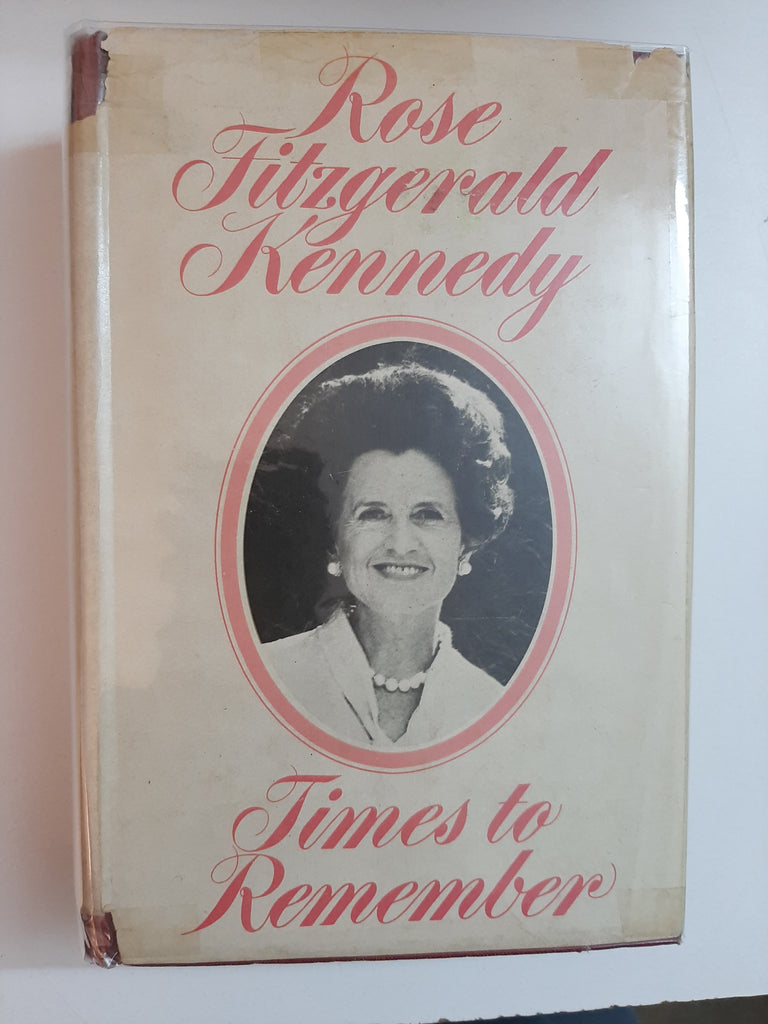 Rose
Fitzgerald
Kennedy
Times to
Remember